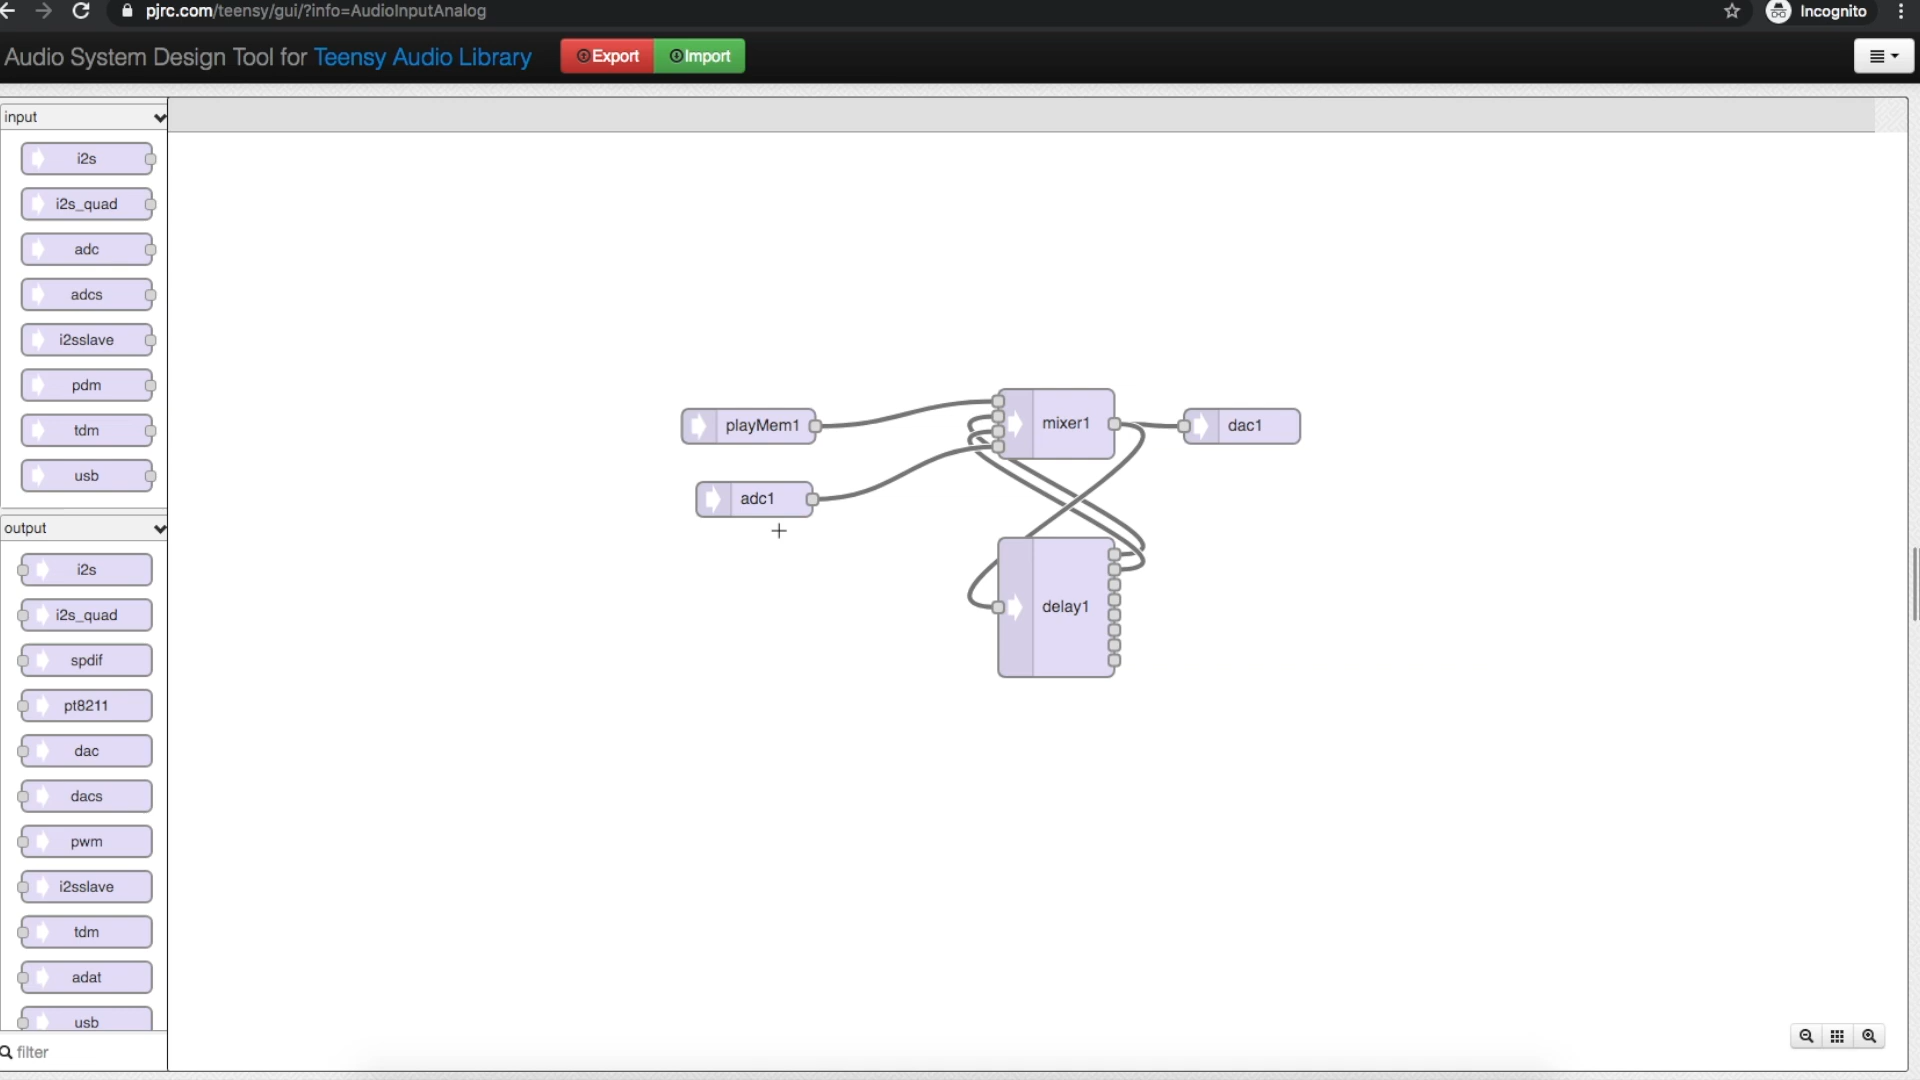 pjrc.com/teensy/gui/?info=AudioInputAnalog
Incognito
Audio System Design Tool for Teensy Audio Library
Export
Import
input
i2s
i2s_quad
adc
adcs
i2sslave
pdm
tdm
usb
output
i2s
i2s_quad
spdif
pt8211
dac
dacs
pwm
i2sslave
tdm
adat
usb
filter
playMem1
mixer1
dac1
adc1
delay1